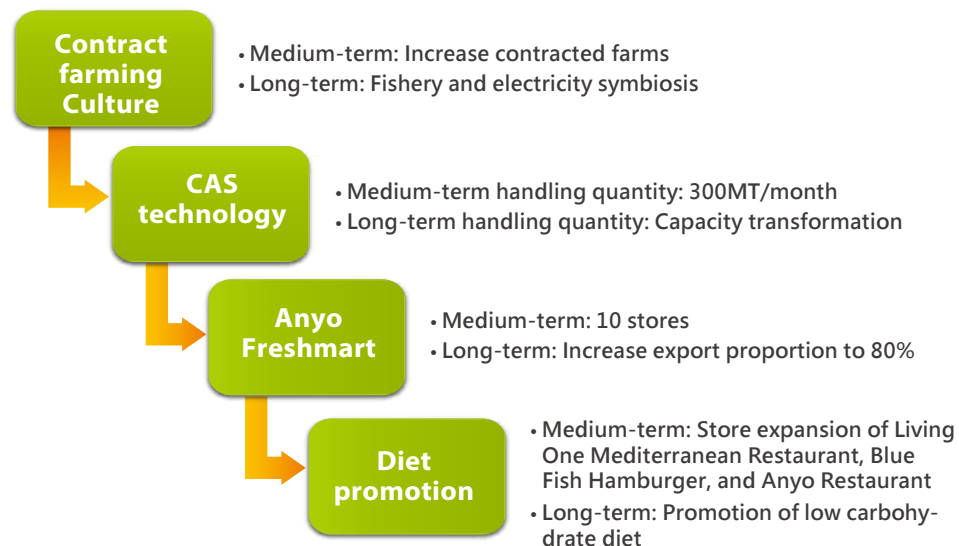 Contract
farming
Culture
• Medium-term: Increase contracted farms
• Long-term: Fishery and electricity symbiosis
CAS
technology
• Medium-term handling quantity: 300MT/month
• Long-term handling quantity: Capacity transformation
Anyo
Freshmart
• Medium-term: 10 stores
• Long-term: Increase export proportion to 80%
Diet
promotion
• Medium-term: Store expansion of Living
One Mediterranean Restaurant, Blue
Fish Hamburger, and Anyo Restaurant
• Long-term: Promotion of low carbohy-
drate diet